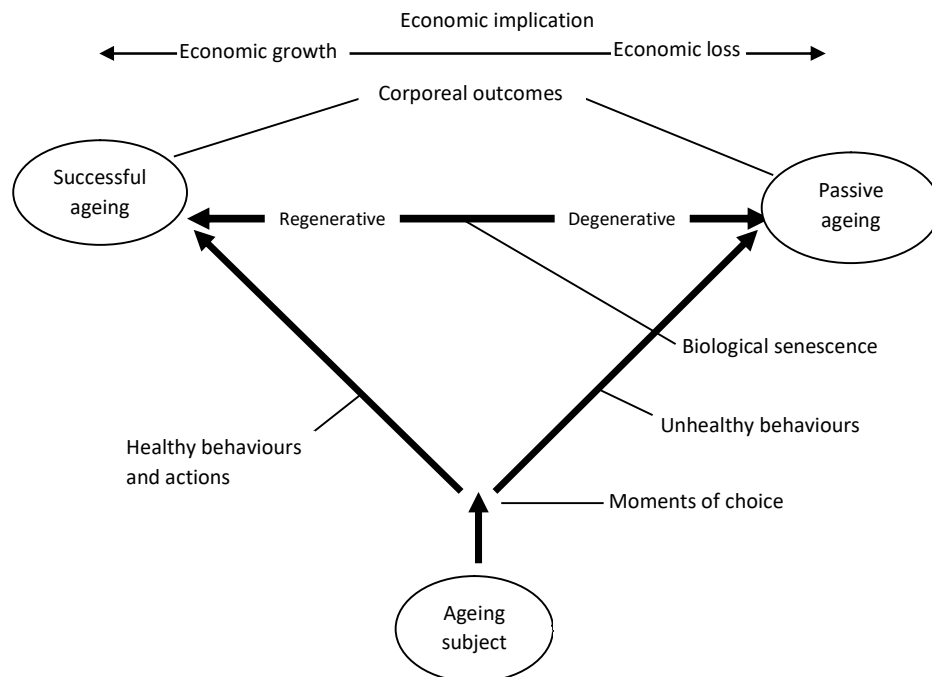 Economic implication
Economic growth
Economic loss
Corporeal outcomes
Successful
ageing
Passive
ageing
Regenerative
Degenerative
Biological senescence
Unhealthy behaviours
Healthy behaviours
and actions
Moments of choice
Ageing
subject